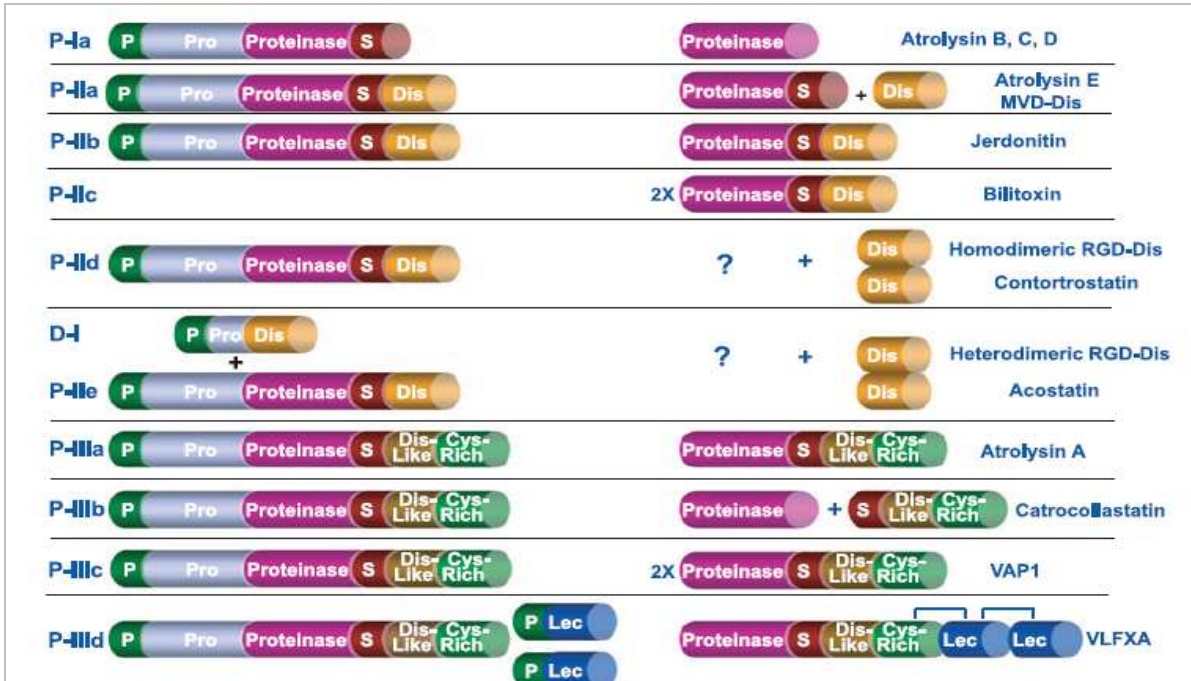 P-Ia P Pro Proteinase S Proteinase Atrolysin B, C, D
P-IIa P Pro Proteinase S Dis Proteinase S + Dis Atrolysin E
MVD-Dis
P-IIb P Pro Proteinase S Dis Proteinase S Dis Jerdonitin
P-IIc 2X Proteinase S Dis Bilitoxin
Dis Homodimeric RGD-Dis
P-IId P Pro Proteinase S Dis ? +
Dis Contortrostatin
D-I P Pro Dis
+ ? + Dis Heterodimeric RGD-Dis
P-IIe P Pro Proteinase S Dis Dis Acostatin
P-IIIa P Pro Proteinase S Dis-Like Cys-Rich Proteinase S Dis-Like Cys-Rich Atrolysin A
P-IIIb P Pro Proteinase S Dis-Like Cys-Rich Proteinase + S Dis-Like Cys-Rich Catrocollastatin
P-IIIc P Pro Proteinase S Dis-Like Cys-Rich 2X Proteinase S Dis-Like Cys-Rich VAP1
P Lec
P-IIId P Pro Proteinase S Dis-Like Cys-Rich Proteinase S Dis-Like Cys-Rich Lec Lec VLFXA
P Lec